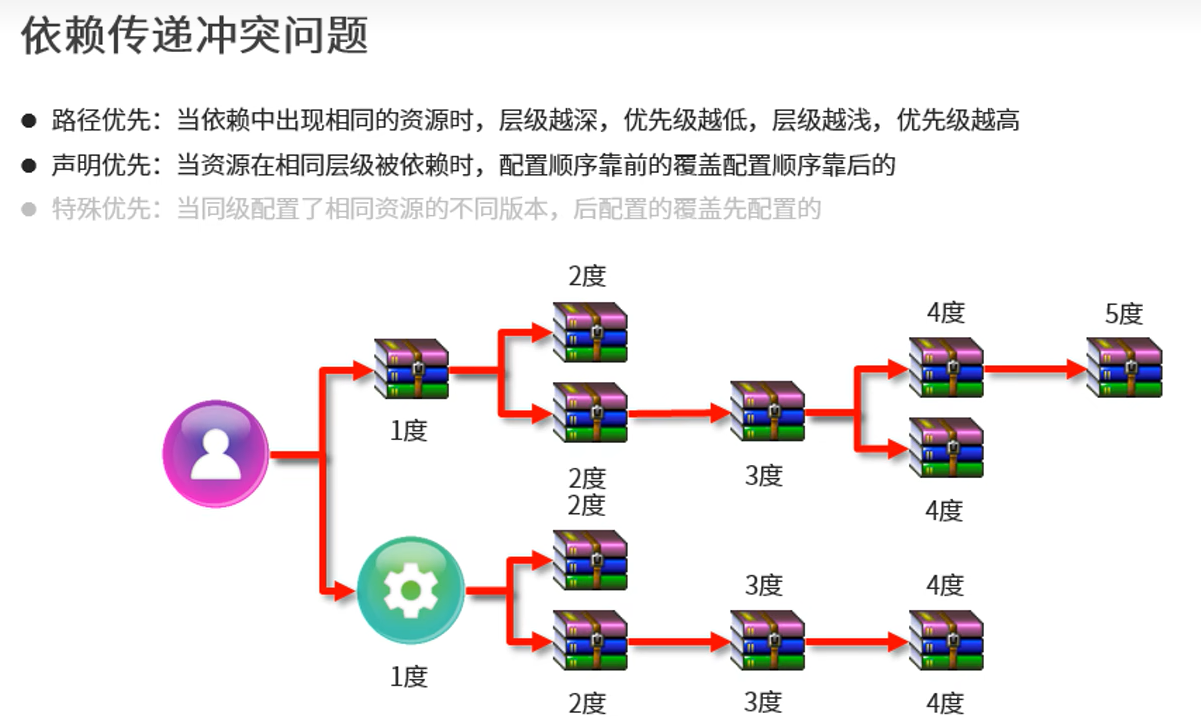 依赖传递冲突问题
路径优先：当依赖中出现相同的资源时，层级越深，优先级越低，层级越浅，优先级越高
声明优先：当资源在相同层级被依赖时，配置顺序靠前的覆盖配置顺序靠后的
特殊优先：当同级配置了相同资源的不同版本，后配置的覆盖先配置的
2度
4度
5度
1度
2度
3度
4度
2度
3度
4度
1度
2度
3度
4度